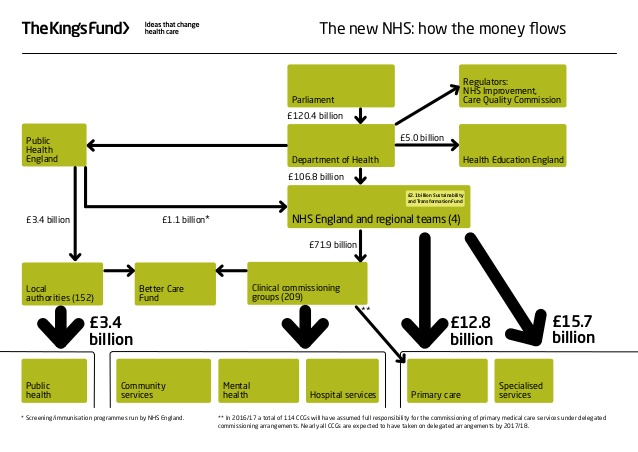 TheKing'sFund>
Ideas that change
health care
The new NHS: how the money flows
Parliament
Regulators:
NHS Improvement,
Care Quality Commission
£120.4 billion
Public
Health
England
Department of Health
£5.0 billion
Health Education England
£106.8 billion
£2.1billion Sustainability
and Transformation Fund
NHS England and regional teams (4)
£3.4 billion
£1.1 billion*
£71.9 billion
Local
authorities (152)
Better Care
Fund
Clinical commissioning
groups (209)
**
£3.4
billion
£12.8
billion
£15.7
billion
Public
health
Community
services
Mental
health
Hospital services
Primary care
Specialised
services
* Screening/immunisation programmes run by NHS England.
** In 2016/17 a total of 114 CCGs will have assumed full responsibility for the commissioning of primary medical care services under delegated
commissioning arrangements. Nearly all CCGs are expected to have taken on delegated arrangements by 2017/18.